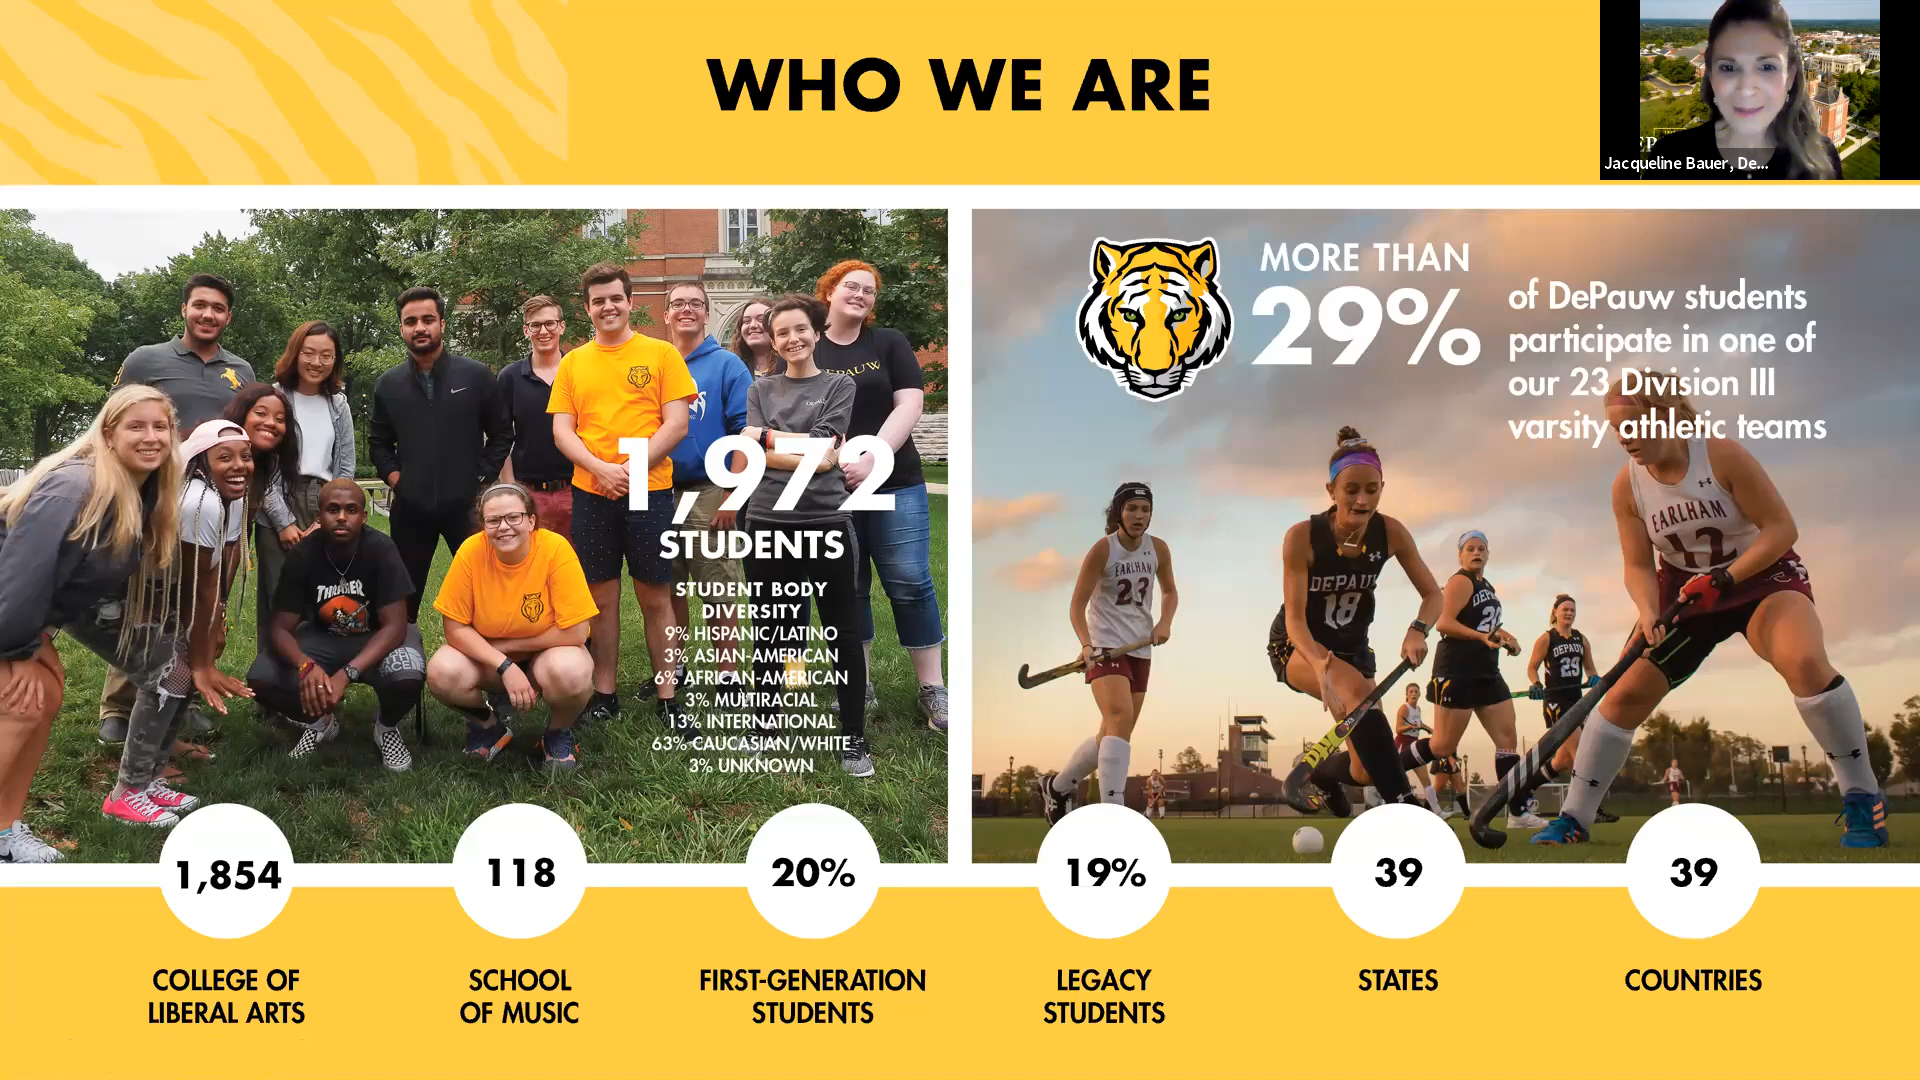 WHO WE ARE
Jacqueline Bauer, De...
MORE THAN
29%
of DePauw students
participate in one of
our 23 Division III
varsity athletic teams
1,972
STUDENTS
STUDENT BODY
DIVERSITY
9% HISPANIC/LATINO
3% ASIAN-AMERICAN
6% AFRICAN-AMERICAN
3% MULTIRACIAL
13% INTERNATIONAL
63% CAUCASIAN/WHITE
3% UNKNOWN
THRASHER
DEPAUW
EARLHAM
23
DEPAUW
18
DEPAUW
29
EARLHAM
12
1,854
COLLEGE OF
LIBERAL ARTS
118
SCHOOL
OF MUSIC
20%
FIRST-GENERATION
STUDENTS
19%
LEGACY
STUDENTS
39
STATES
39
COUNTRIES